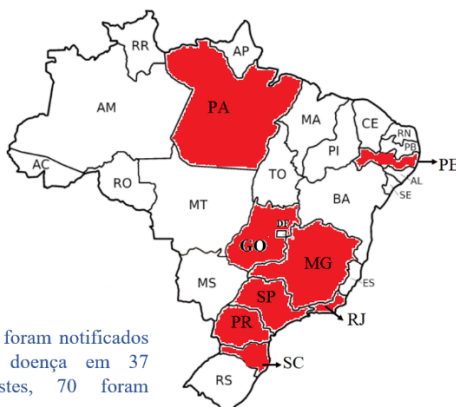 RR
AP
AM
PA
MA
CE
RN
PB
PE
PI
AL
SE
AC
RO
TO
BA
MT
DF
GO
MG
ES
MS
SP
RJ
PR
SC
RS
foram notificados
doença em 37
stes, 70 foram